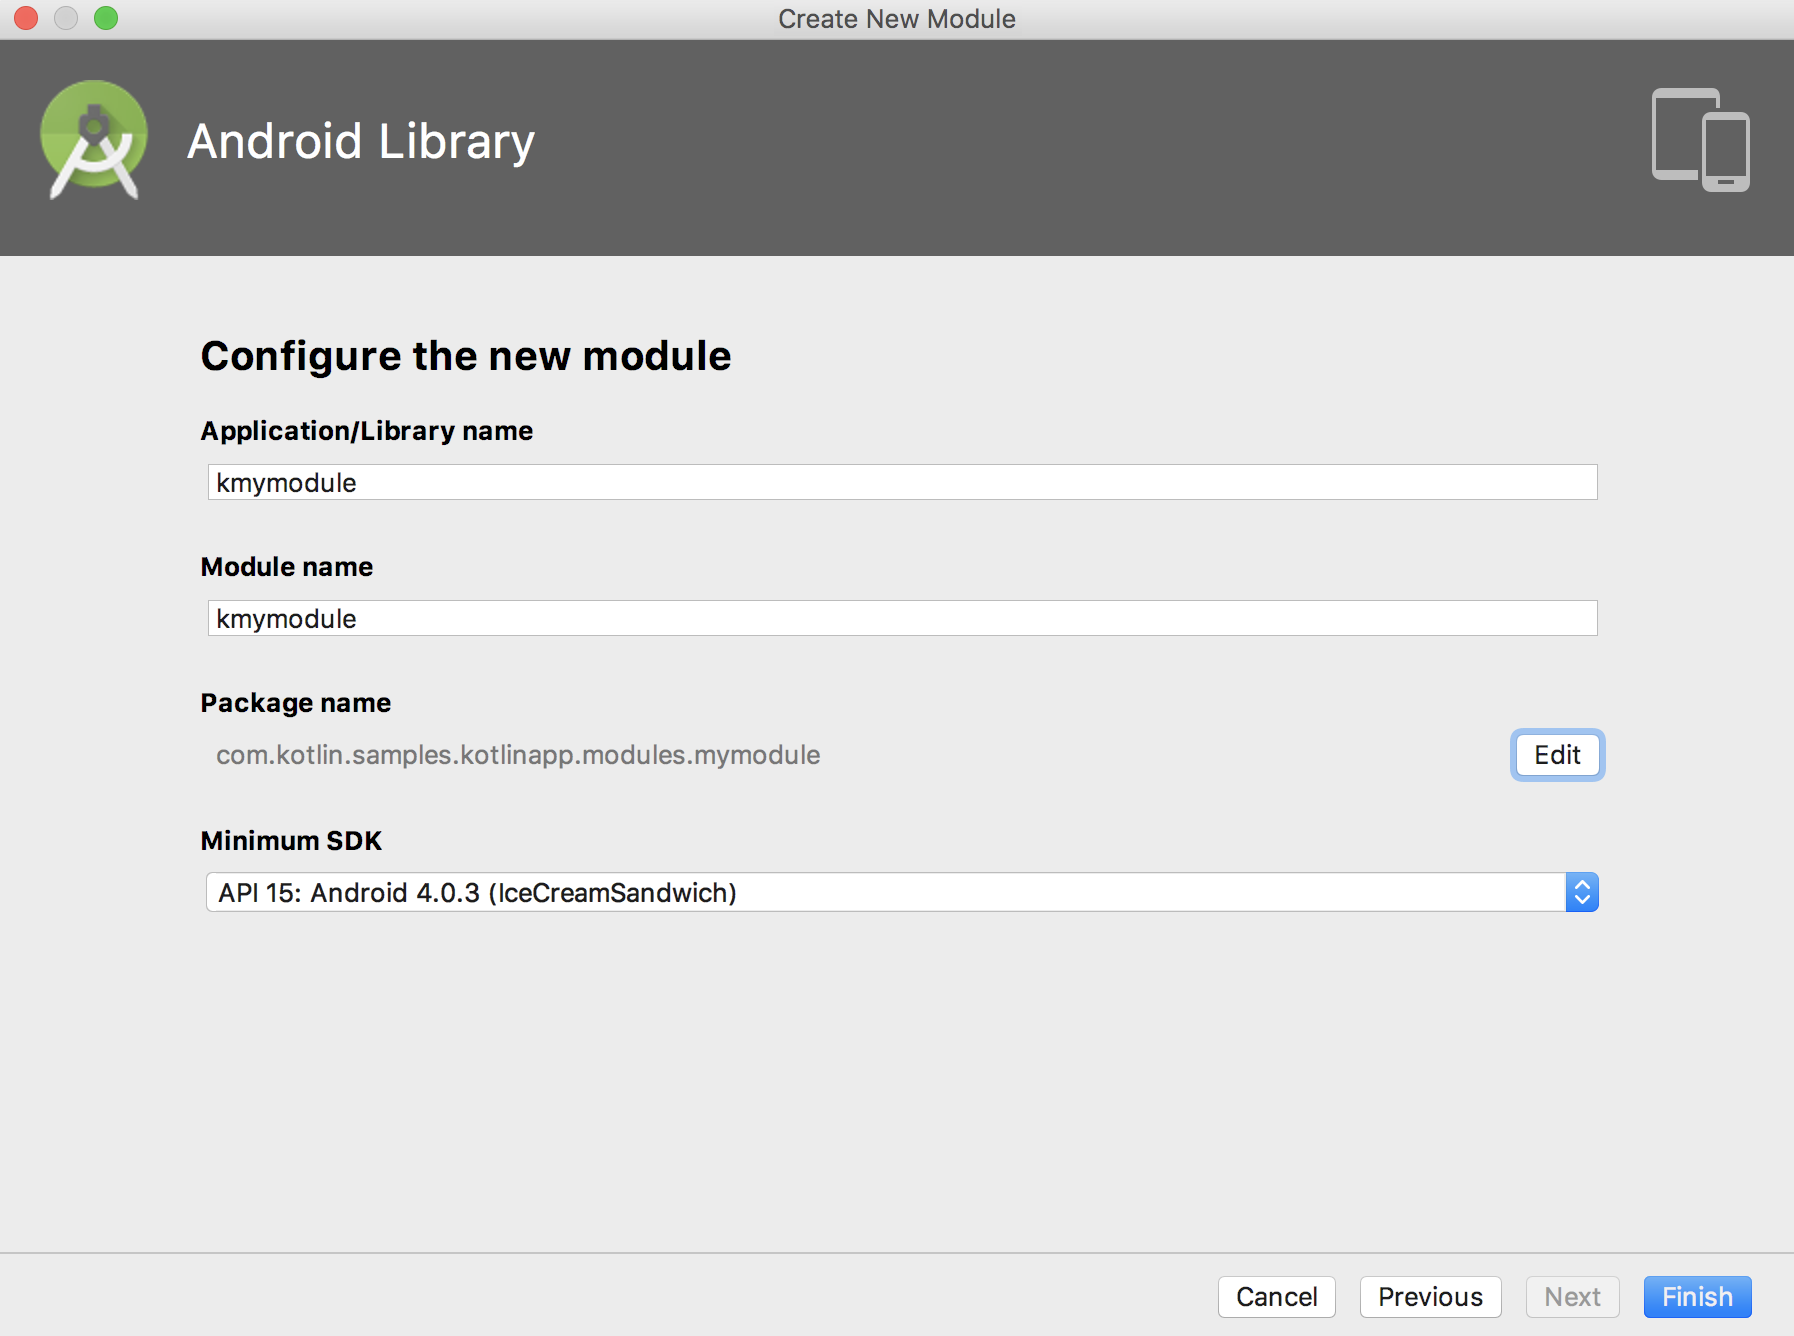 Create New Module
Android Library
Configure the new module
Application/Library name
kmymodule
Module name
kmymodule
Package name
com.kotlin.samples.kotlinapp.modules.mymodule
Edit
Minimum SDK
API 15: Android 4.0.3 (IceCreamSandwich)
Cancel Previous Next Finish